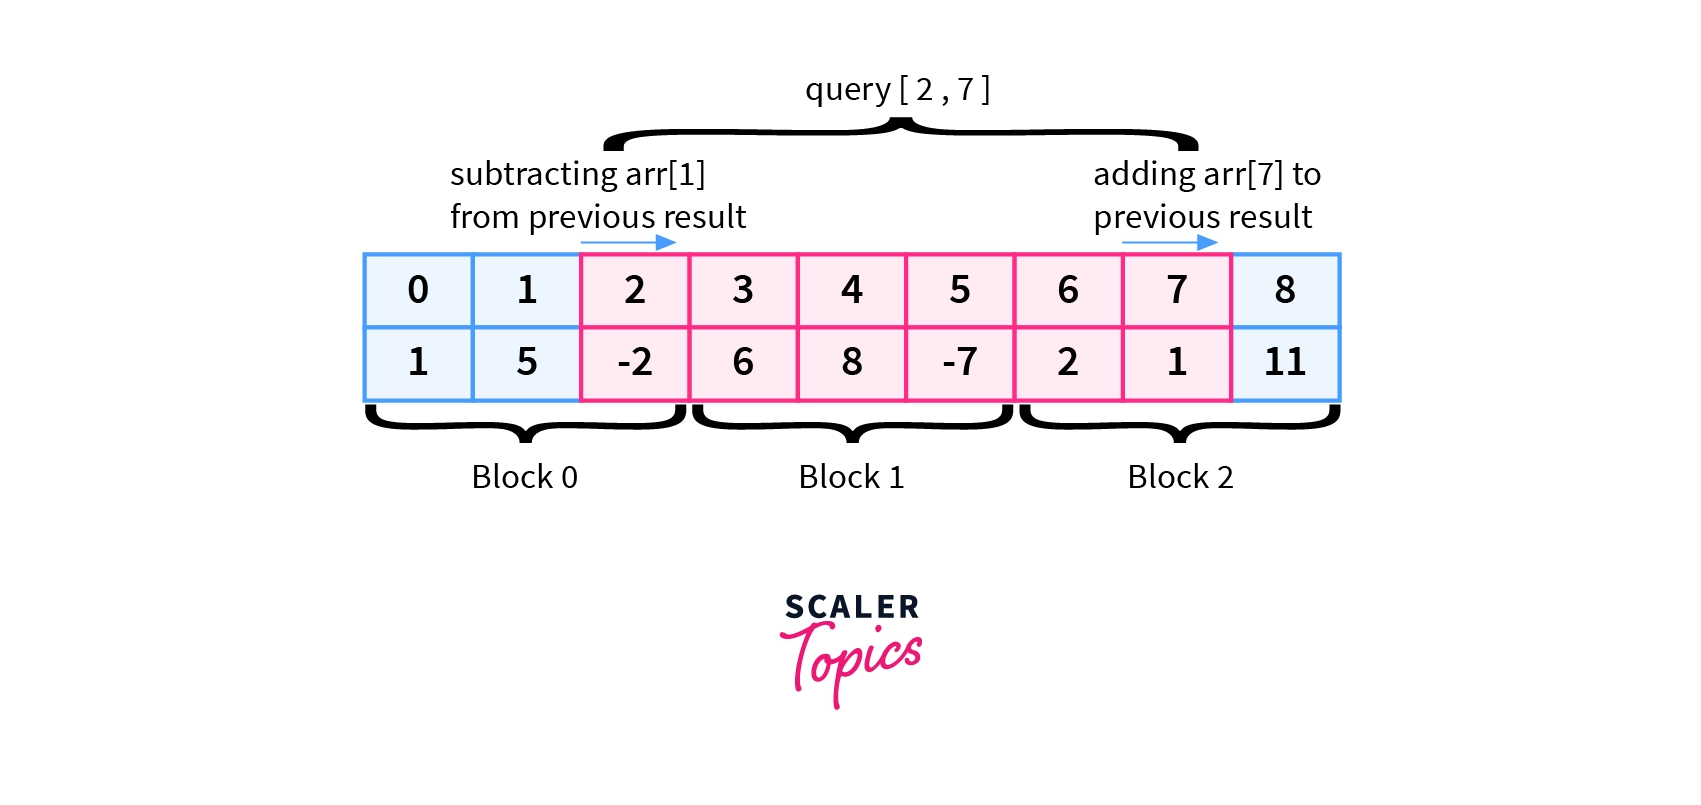 query [ 2 , 7 ]
subtracting arr[1]
from previous result
adding arr[7] to
previous result
0 1 2 3 4 5 6 7 8
1 5 -2 6 8 -7 2 1 11
Block 0 Block 1 Block 2
SCALER
Topics